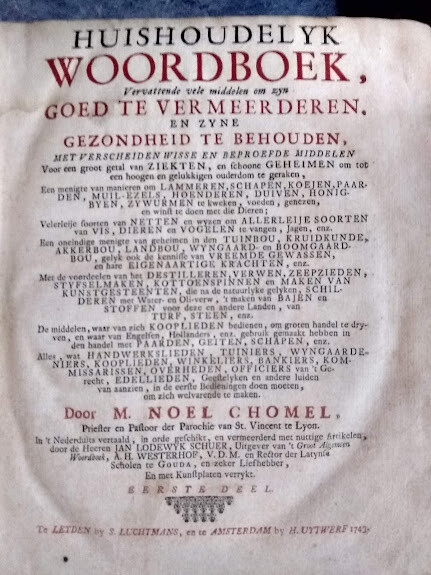 HUISHOUDELYK
WOORDBOEK,
Vervattende vele middelen om zyn
GOED TE VERMEERDEREN,
EN ZYNE
GEZONDHEID TE BEHOUDEN,
MET VERSCHEIDEN WISSE EN BEPROEFDE MIDDELEN
Voor een groot getal van ZIEKTEN, en schoone GEHEIMEN om tot
een hoogen en gelukkigen ouderdom te geraken,
Een menigte van manieren om LAMMEREN, SCHAPEN, KOEJEN, PAAR-
DEN, MUIL-EZELS, HOENDEREN, DUIVEN, HONIG-
BYEN, ZYWURMEN te kweken, voeden, genezen,
en winst te doen met die Dieren;
Velerleije soorten van NETTEN en wyzen om ALLERLEIJE SOORTEN
van VIS, DIEREN en VOGELEN te vangen, Jagen, enz.
Een oneindige menigte van geheimen in den TUINBOU, KRUIDKUNDE,
AKKERBOU, LANDBOU, WYNGAARD- en BOOMGAARD-
BOU, gelyk ook de kennisse van VREEMDE GEWASSEN,
en hare EIGENAARTIGE KRACHTEN, enz.
Met de voordeelen van het DESTILLEREN, VERWEN, ZEEPZIEDEN,
STYFSELMAKEN, KOTTOENSPINNEN en MAKEN VAN
KUNSTGESTEENTEN, die na de natuurlyke gelyken, SCHIL-
DEREN met Water- en Oli-verw, 't maken van BAJEN en
STOFFEN voor deze en andere Landen, van
TURF, STEEN, enz.
De middelen, waar van zich KOOPLIEDEN bedienen, om groten handel te dry-
ven, en waar van Engelsen, Hollanders, enz. gebruik gemaakt hebben in
den handel met PAARDEN, GEITEN, SCHAPEN, enz.
Alles, wat HANDWERKSLIEDEN, TUINIERS, WYNGAARDE-
NIERS, KOOPLIEDEN, WINKELIERS, BANKIERS, KOM-
MISSARISSEN, OVERHEDEN, OFFICIERS van 't Ge-
recht, EDELLIEDEN, Geestelyken en andere luiden
van aanzien, in de eerste Bedieningen doen moeten,
om zich welvarende te maken.
Door M. NOEL CHOMEL,
Priester en Pastoor der Parochie van St. Vincent te Lyon.
In 't Nederduits vertaald, in orde geschikt, en vermeerderd met nuttige Artikelen,
door de Heeren JAN LODEWYK SCHUER, Uitgever van 't Groot Algemeen
Woordboek, A. H. WESTERHOF, V. D. M. en Rector der Latynse
Scholen te GOUDA, en zeker Liefhebber,
En met Kunstplaten verrykt.
EERSTE DEEL.
Te LEYDEN by S. LUCHTMANS, en te AMSTERDAM by H. UYTWERF 1743.